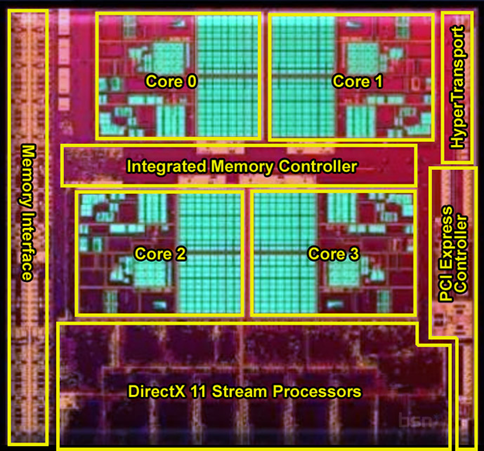 Core 0
Core 1
HyperTransport
Integrated Memory Controller
Memory Interface
Core 2
Core 3
PCI Express
Controller
DirectX 11 Stream Processors